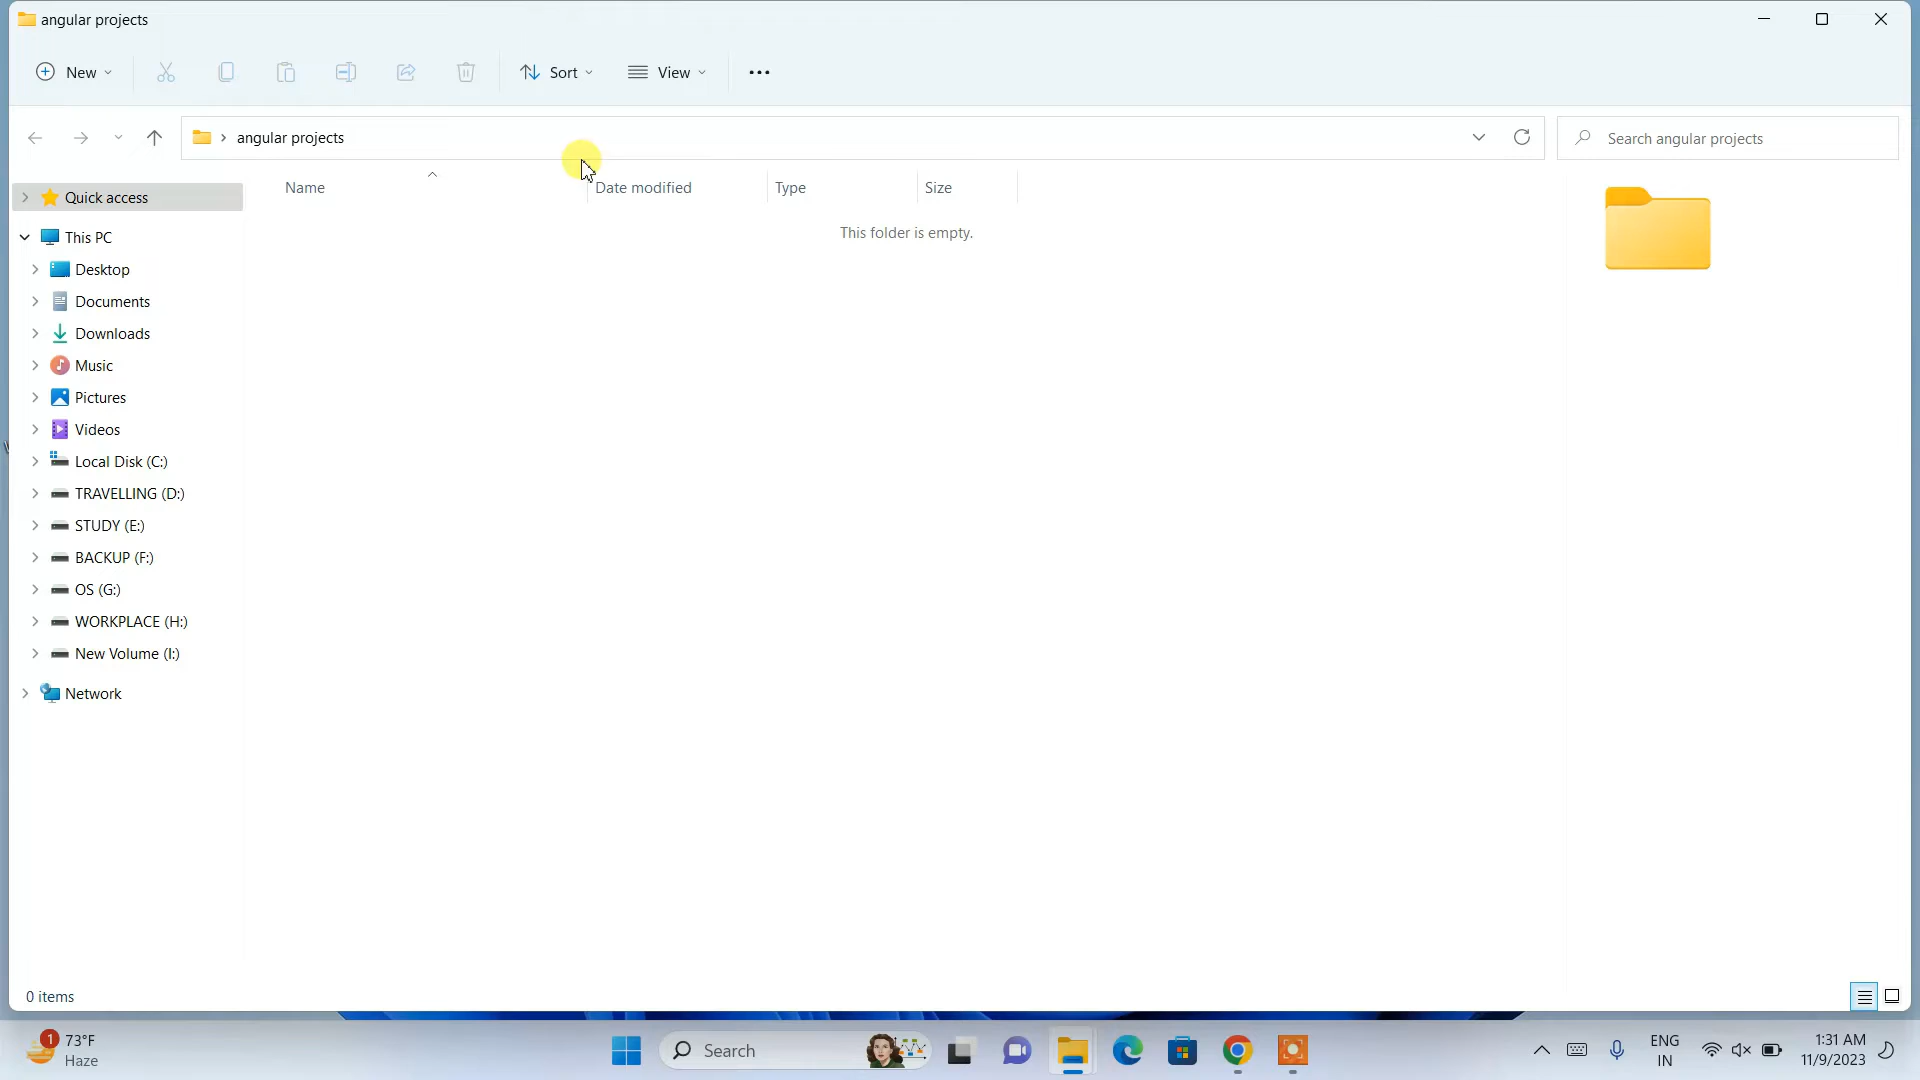 angular projects
New
Sort
View
angular projects
Search angular projects
Name
Date modified
Type
Size
This folder is empty.
Quick access
This PC
Desktop
Documents
Downloads
Music
Pictures
Videos
Local Disk (C:)
TRAVELLING (D:)
STUDY (E:)
BACKUP (F:)
OS (G:)
WORKPLACE (H:)
New Volume (I:)
Network
0 items
1
73°F
Haze
Search
ENG
IN
1:31 AM
11/9/2023